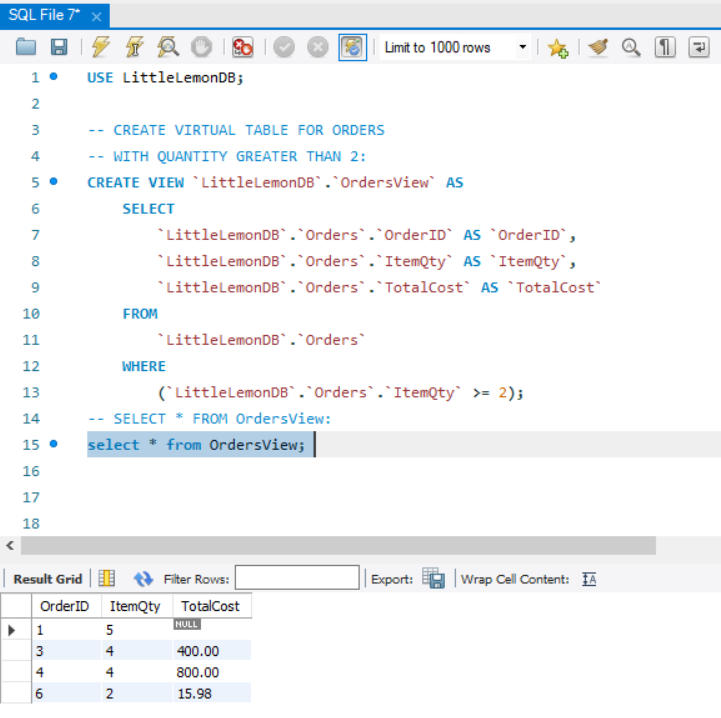 SQL File 7* ×
Limit to 1000 rows
1 USE LittleLemonDB;
2
3 -- CREATE VIRTUAL TABLE FOR ORDERS
4 -- WITH QUANTITY GREATER THAN 2:
5 CREATE VIEW `LittleLemonDB`.`OrdersView` AS
6 SELECT
7 `LittleLemonDB`.`Orders`.`OrderID` AS `OrderID`,
8 `LittleLemonDB`.`Orders`.`ItemQty` AS `ItemQty`,
9 `LittleLemonDB`.`Orders`.`TotalCost` AS `TotalCost`
10 FROM
11 `LittleLemonDB`.`Orders`
12 WHERE
13 (`LittleLemonDB`.`Orders`.`ItemQty` >= 2);
14 -- SELECT * FROM OrdersView:
15 select * from OrdersView;
16
17
18
Result Grid Filter Rows: Export: Wrap Cell Content:
OrderID ItemQty TotalCost
1 5 NULL
3 4 400.00
4 4 800.00
6 2 15.98